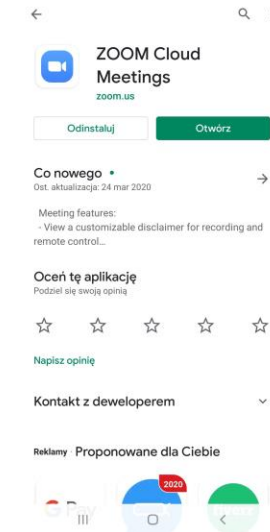 ZOOM Cloud
Meetings
zoom.us
Odinstaluj
Otwórz
Co nowego •
Ost. aktualizacja: 24 mar 2020
Meeting features:
- View a customizable disclaimer for recording and
remote control...
Oceń tę aplikację
Podziel się swoją opinią
Napisz opinię
Kontakt z deweloperem
Reklamy · Proponowane dla Ciebie
2020
G Pay